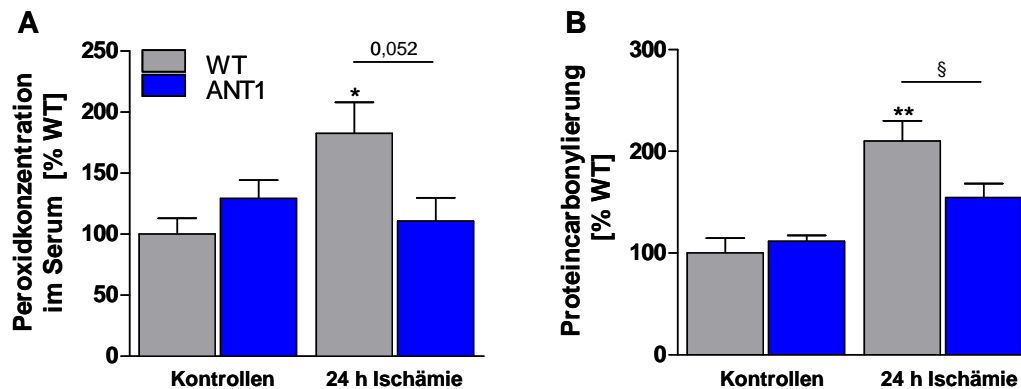 A
Peroxidkonzentration
im Serum [% WT]
250
200
150
100
50
0
WT
ANT1
0,052
*
Kontrollen
24 h Ischämie
B
Proteincarbonylierung
[% WT]
300
200
100
0
§
**
Kontrollen
24 h Ischämie